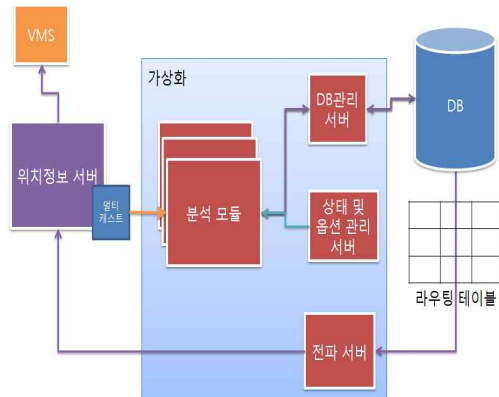 VMS
가상화
DB관리
서버
DB
위치정보 서버
멀티
캐스트
분석 모듈
상태 및
옵션 관리
서버
라우팅 테이블
전파 서버